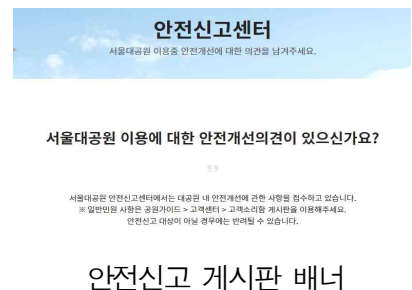 안전신고센터
서울대공원 이용중 안전개선에 대한 의견을 남겨주세요.
서울대공원 이용에 대한 안전개선의견이 있으신가요?
”
서울대공원 안전신고센터에서는 대공원 내 안전개선에 관한 사항을 접수하고 있습니다.
※ 일반민원 사항은 공원가이드 > 고객센터 > 고객소리함 게시판을 이용해주세요.
안전신고 대상이 아닐 경우에는 반려될 수 있습니다.
안전신고 게시판 배너